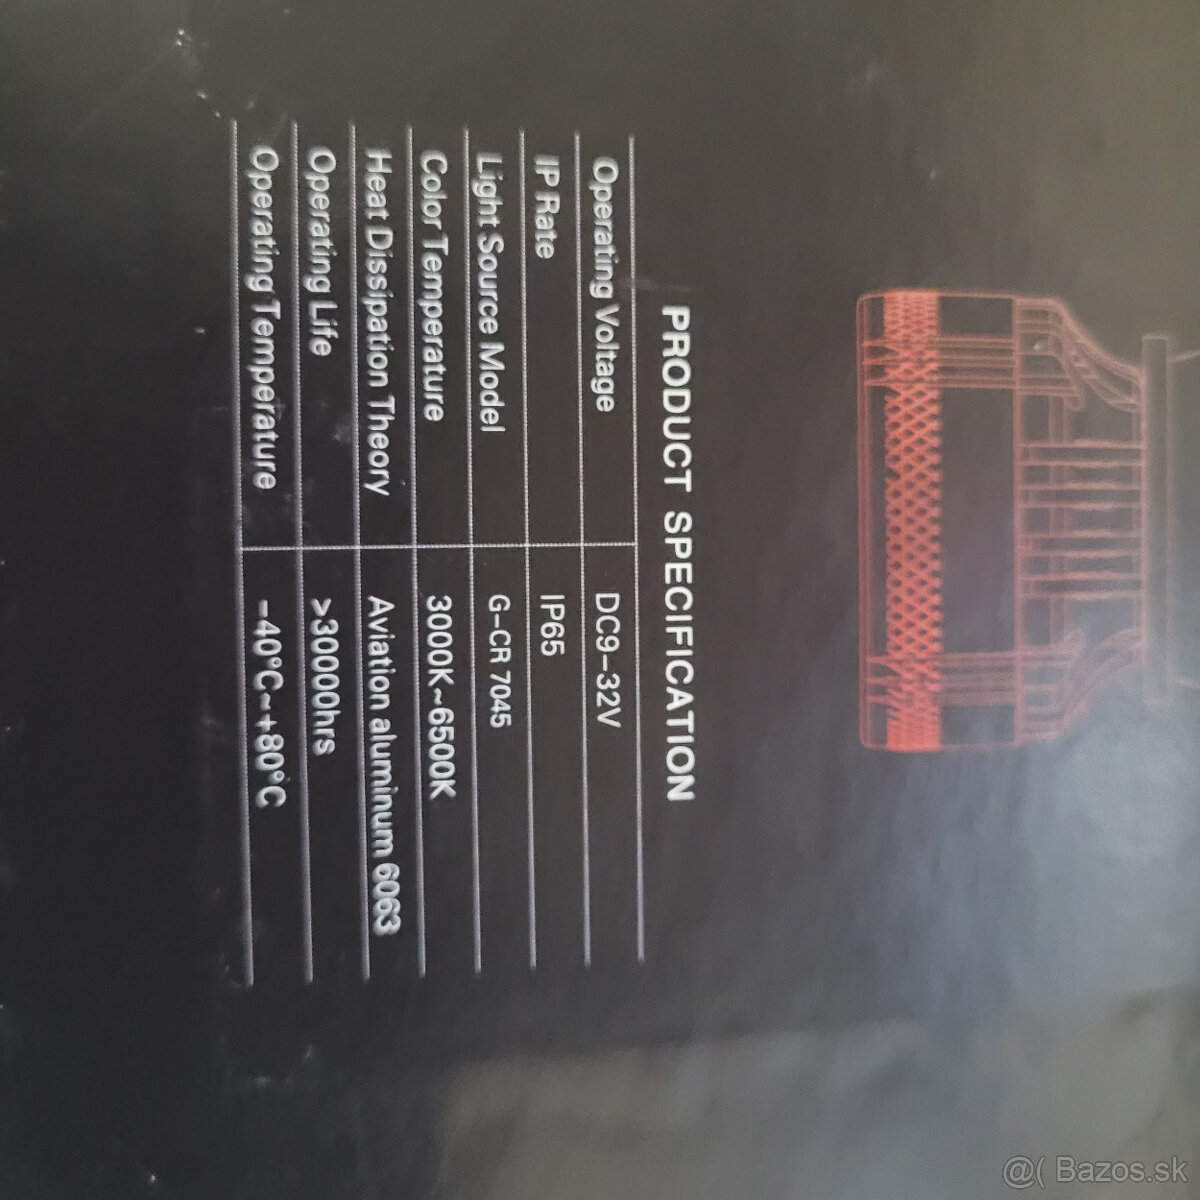 PRODUCT SPECIFICATION
Operating Voltage DC9-32V
IP Rate IP65
Light Source Model G-CR 7045
Color Temperature 3000K~6500K
Heat Dissipation Theory Aviation aluminum 6063
Operating Life >30000hrs
Operating Temperature -40°C~+80°C
@( Bazos.sk